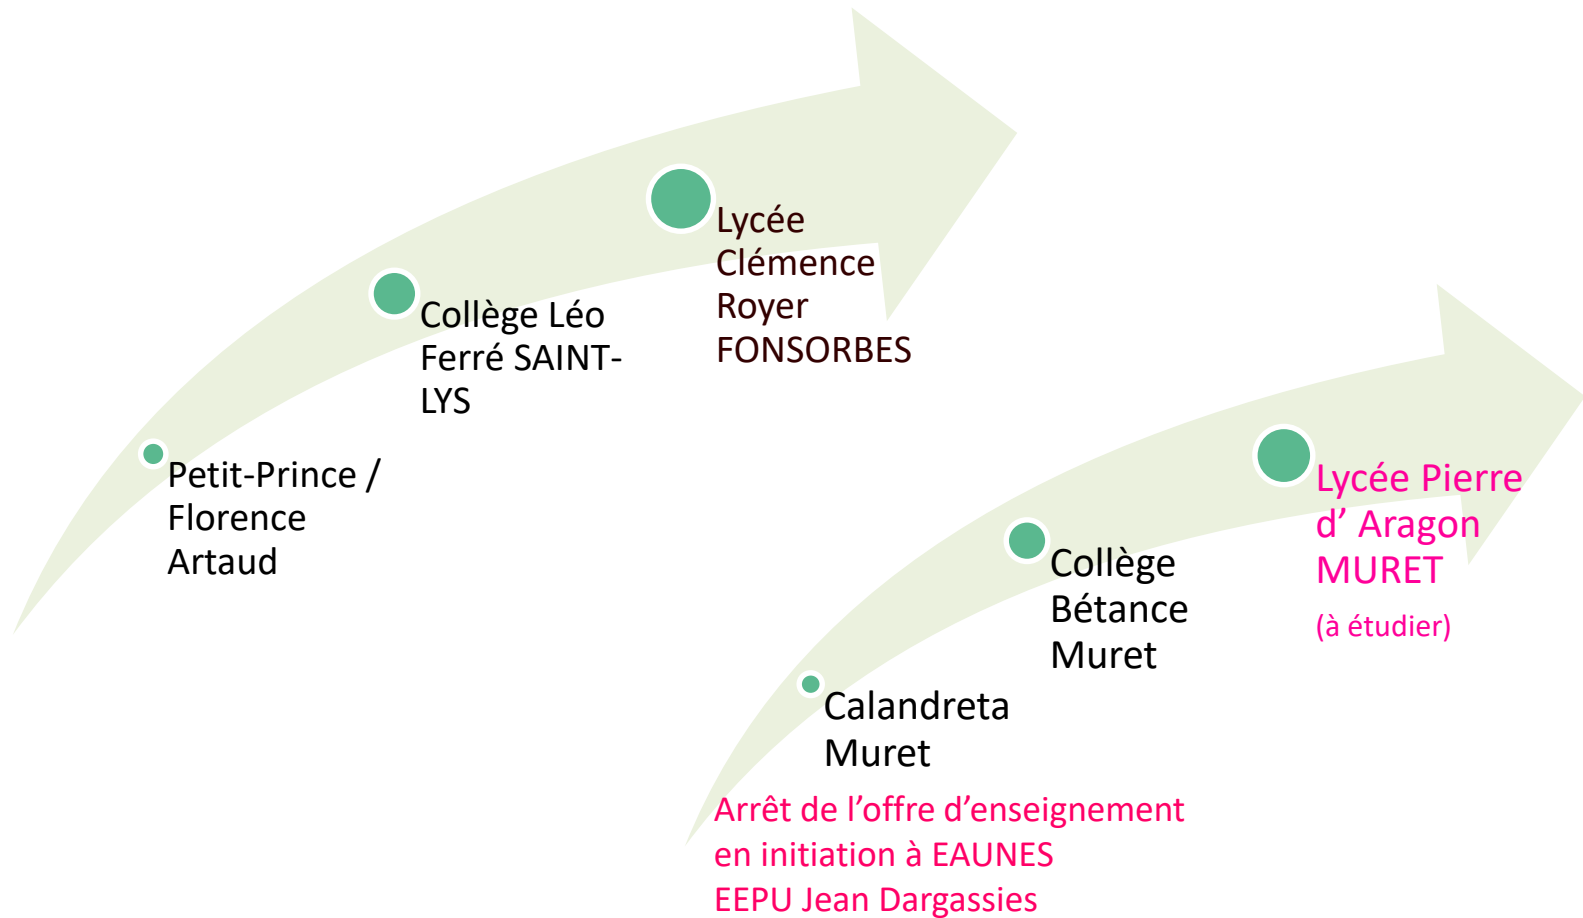 Petit-Prince /
Florence
Artaud
Collège Léo
Ferré SAINT-
LYS
Lycée
Clémence
Royer
FONSORBES
Calandreta
Muret
Arrêt de l’offre d’enseignement
en initiation à EAUNES
EEPU Jean Dargassies
Collège
Bétance
Muret
Lycée Pierre
d’ Aragon
MURET
(à étudier)